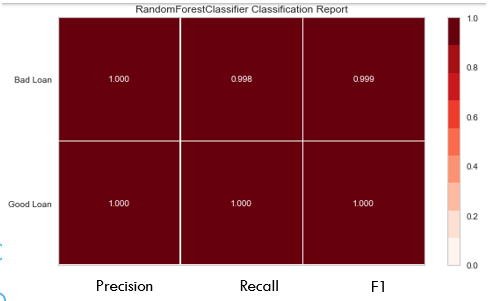 RandomForestClassifier Classification Report
1.0
Bad Loan 1.000 0.998 0.999
0.8
0.6
0.4
Good Loan 1.000 1.000 1.000
0.2
0.0
Precision Recall F1